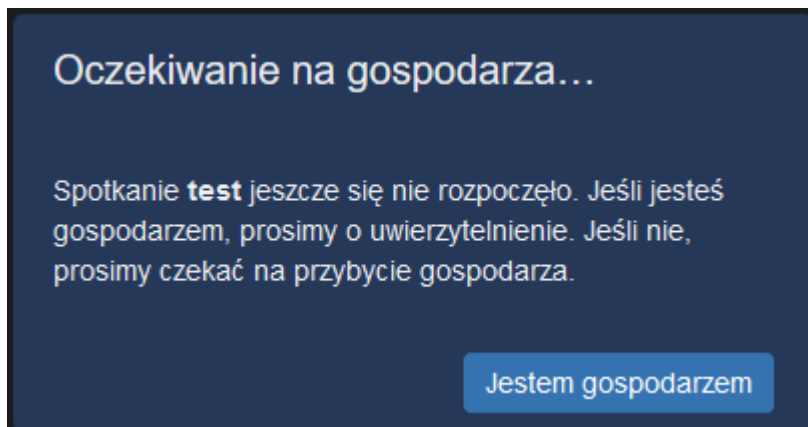 Oczekiwanie na gospodarza…
Spotkanie test jeszcze się nie rozpoczęło. Jeśli jesteś
gospodarzem, prosimy o uwierzytelnienie. Jeśli nie,
prosimy czekać na przybycie gospodarza.
Jestem gospodarzem